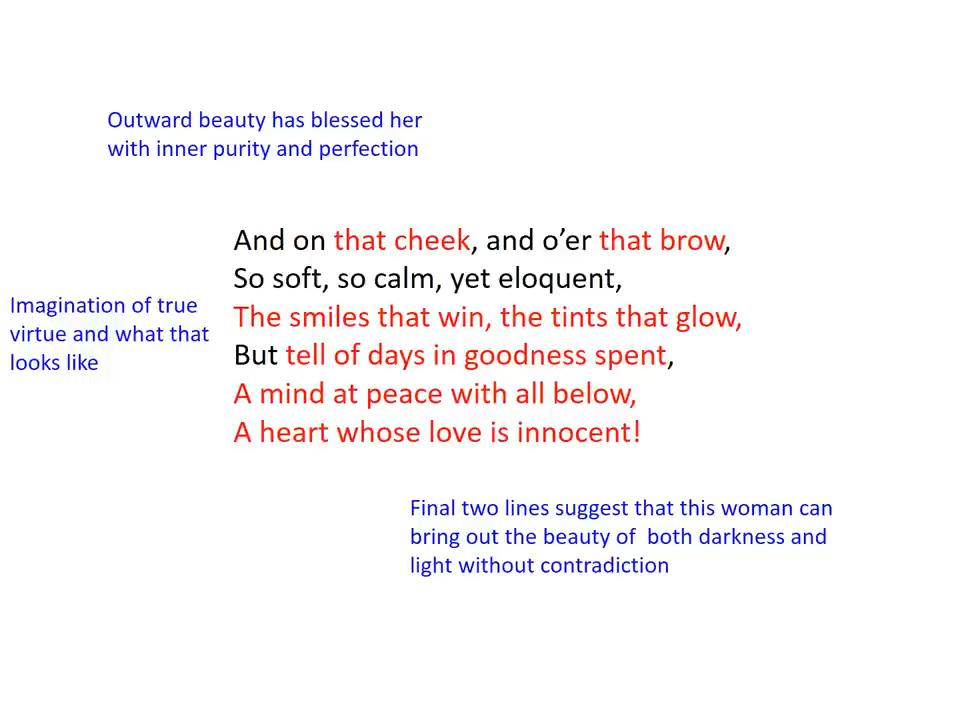 Outward beauty has blessed her
with inner purity and perfection
And on that cheek, and o’er that brow,
So soft, so calm, yet eloquent,
The smiles that win, the tints that glow,
But tell of days in goodness spent,
A mind at peace with all below,
A heart whose love is innocent!
Imagination of true
virtue and what that
looks like
Final two lines suggest that this woman can
bring out the beauty of  both darkness and
light without contradiction